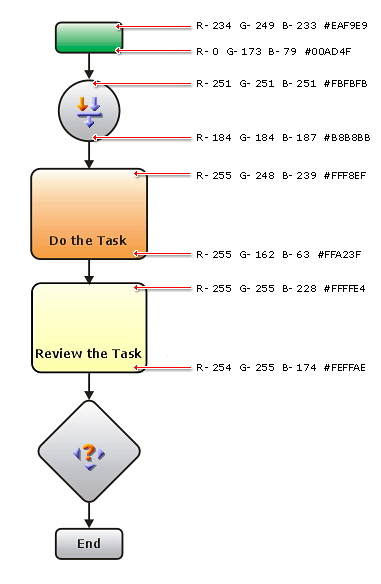 R- 234 G- 249 B- 233 #EAF9E9
R- 0 G- 173 B- 79 #00AD4F
R- 251 G- 251 B- 251 #FBFBFB
R- 184 G- 184 B- 187 #B8B8BB
R- 255 G- 248 B- 239 #FFF8EF
Do the Task
R- 255 G- 162 B- 63 #FFA23F
R- 255 G- 255 B- 228 #FFFFE4
Review the Task
R- 254 G- 255 B- 174 #FEFFAE
?
End